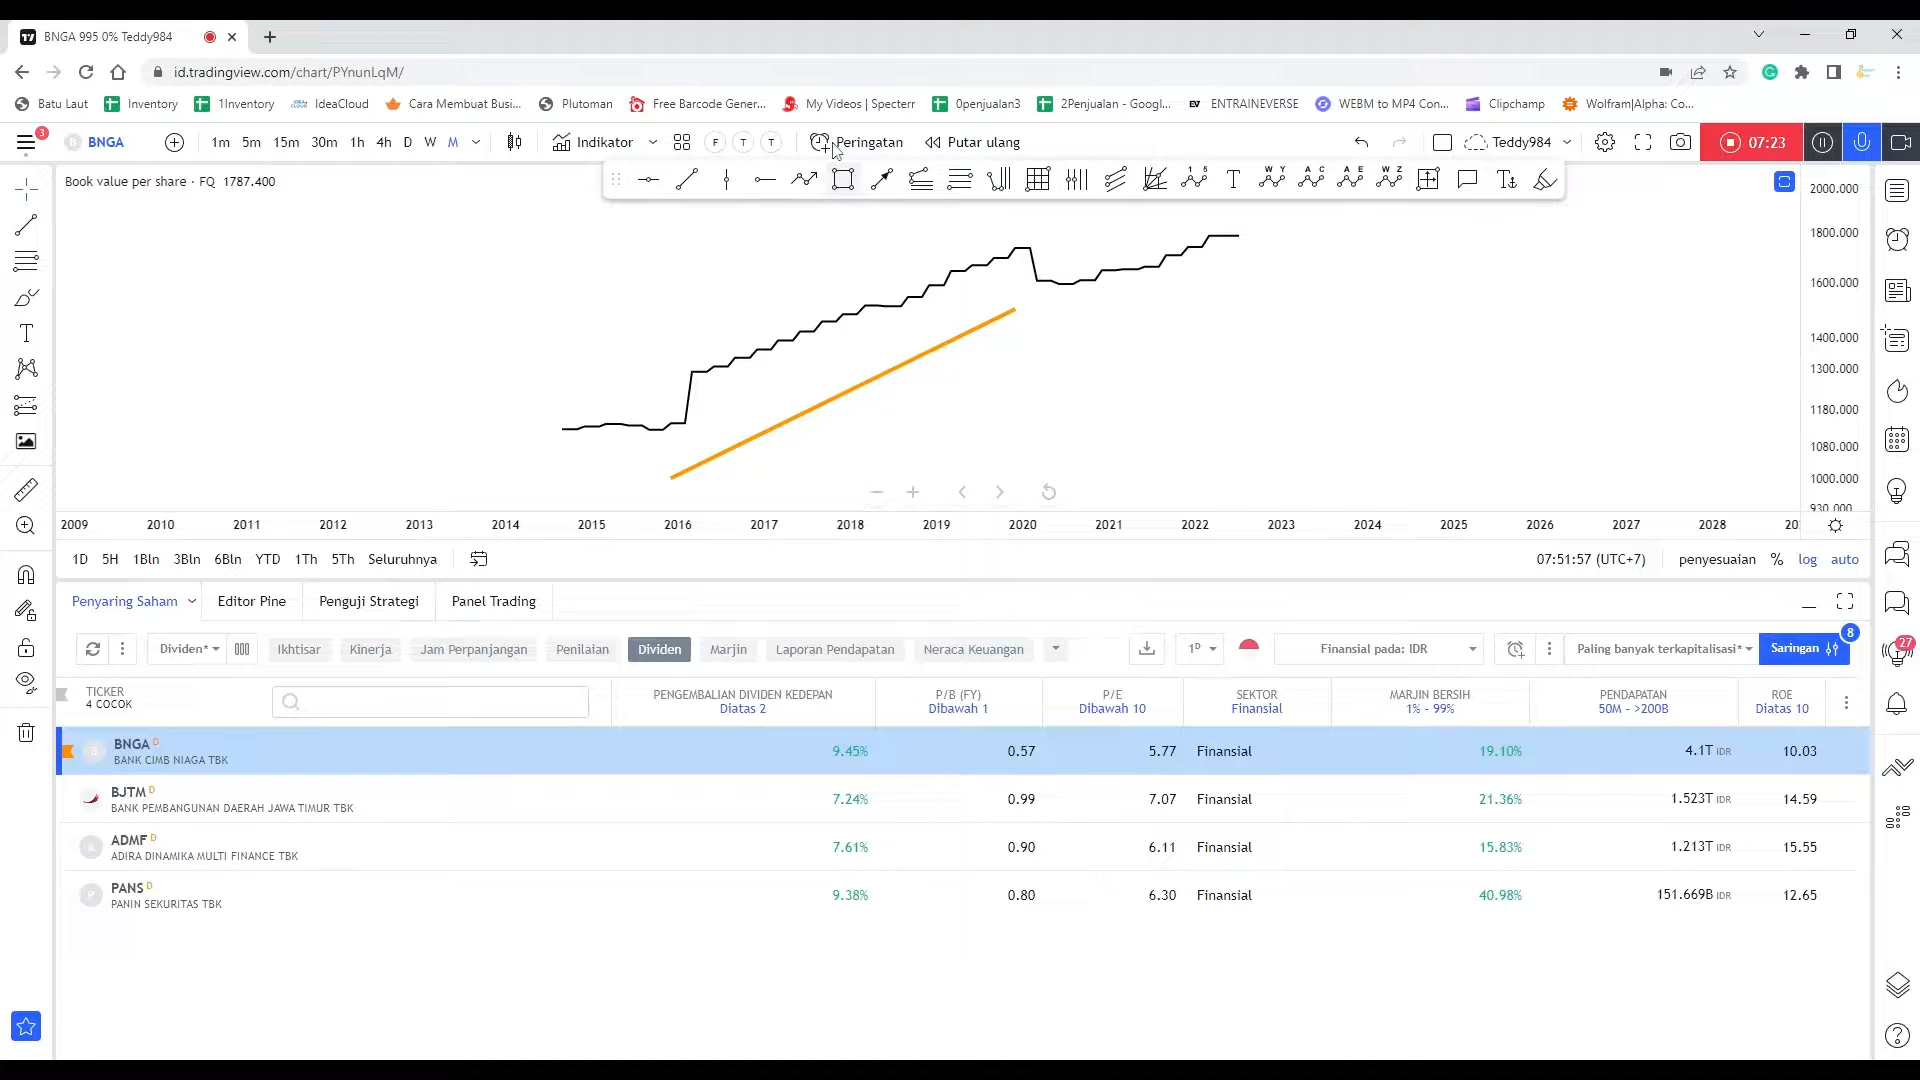 BNGA 995 0% Teddy984
id.tradingview.com/chart/PYnunLqM/
Batu Laut Inventory 1Inventory IdeaCloud Cara Membuat Busi... Plutoman Free Barcode Gener... My Videos | Specterr 0penjualan3 2Penjualan - Googl... EV ENTRAINEVERSE WEBM to MP4 Con... Clipchamp Wolfram|Alpha: Co...
3 B BNGA 1m 5m 15m 30m 1h 4h D W M Indikator F T T Peringatan Putar ulang Teddy984 07:23
Book value per share · FQ 1787.400
2000.000
1800.000
1600.000
1400.000
1300.000
1180.000
1080.000
1000.000
930.000
2009 2010 2011 2012 2013 2014 2015 2016 2017 2018 2019 2020 2021 2022 2023 2024 2025 2026 2027 2028 20
1D 5H 1Bln 3Bln 6Bln YTD 1Th 5Th Seluruhnya 07:51:57 (UTC+7) penyesuaian % log auto
Penyaring Saham Editor Pine Penguji Strategi Panel Trading
Dividen* Ikhtisar Kinerja Jam Perpanjangan Penilaian Dividen Marjin Laporan Pendapatan Neraca Keuangan 1D Finansial pada: IDR Paling banyak terkapitalisasi* Saringan 8
27
TICKER PENGEMBALIAN DIVIDEN KEDEPAN P/B (FY) P/E SEKTOR MARJIN BERSIH PENDAPATAN ROE
4 COCOK Diatas 2 Dibawah 1 Dibawah 10 Finansial 1% - 99% 50M - >200B Diatas 10
B BNGA D 9.45% 0.57 5.77 Finansial 19.10% 4.1T IDR 10.03
BANK CIMB NIAGA TBK
BJTM D 7.24% 0.99 7.07 Finansial 21.36% 1.523T IDR 14.59
BANK PEMBANGUNAN DAERAH JAWA TIMUR TBK
A ADMF D 7.61% 0.90 6.11 Finansial 15.83% 1.213T IDR 15.55
ADIRA DINAMIKA MULTI FINANCE TBK
P PANS D 9.38% 0.80 6.30 Finansial 40.98% 151.669B IDR 12.65
PANIN SEKURITAS TBK